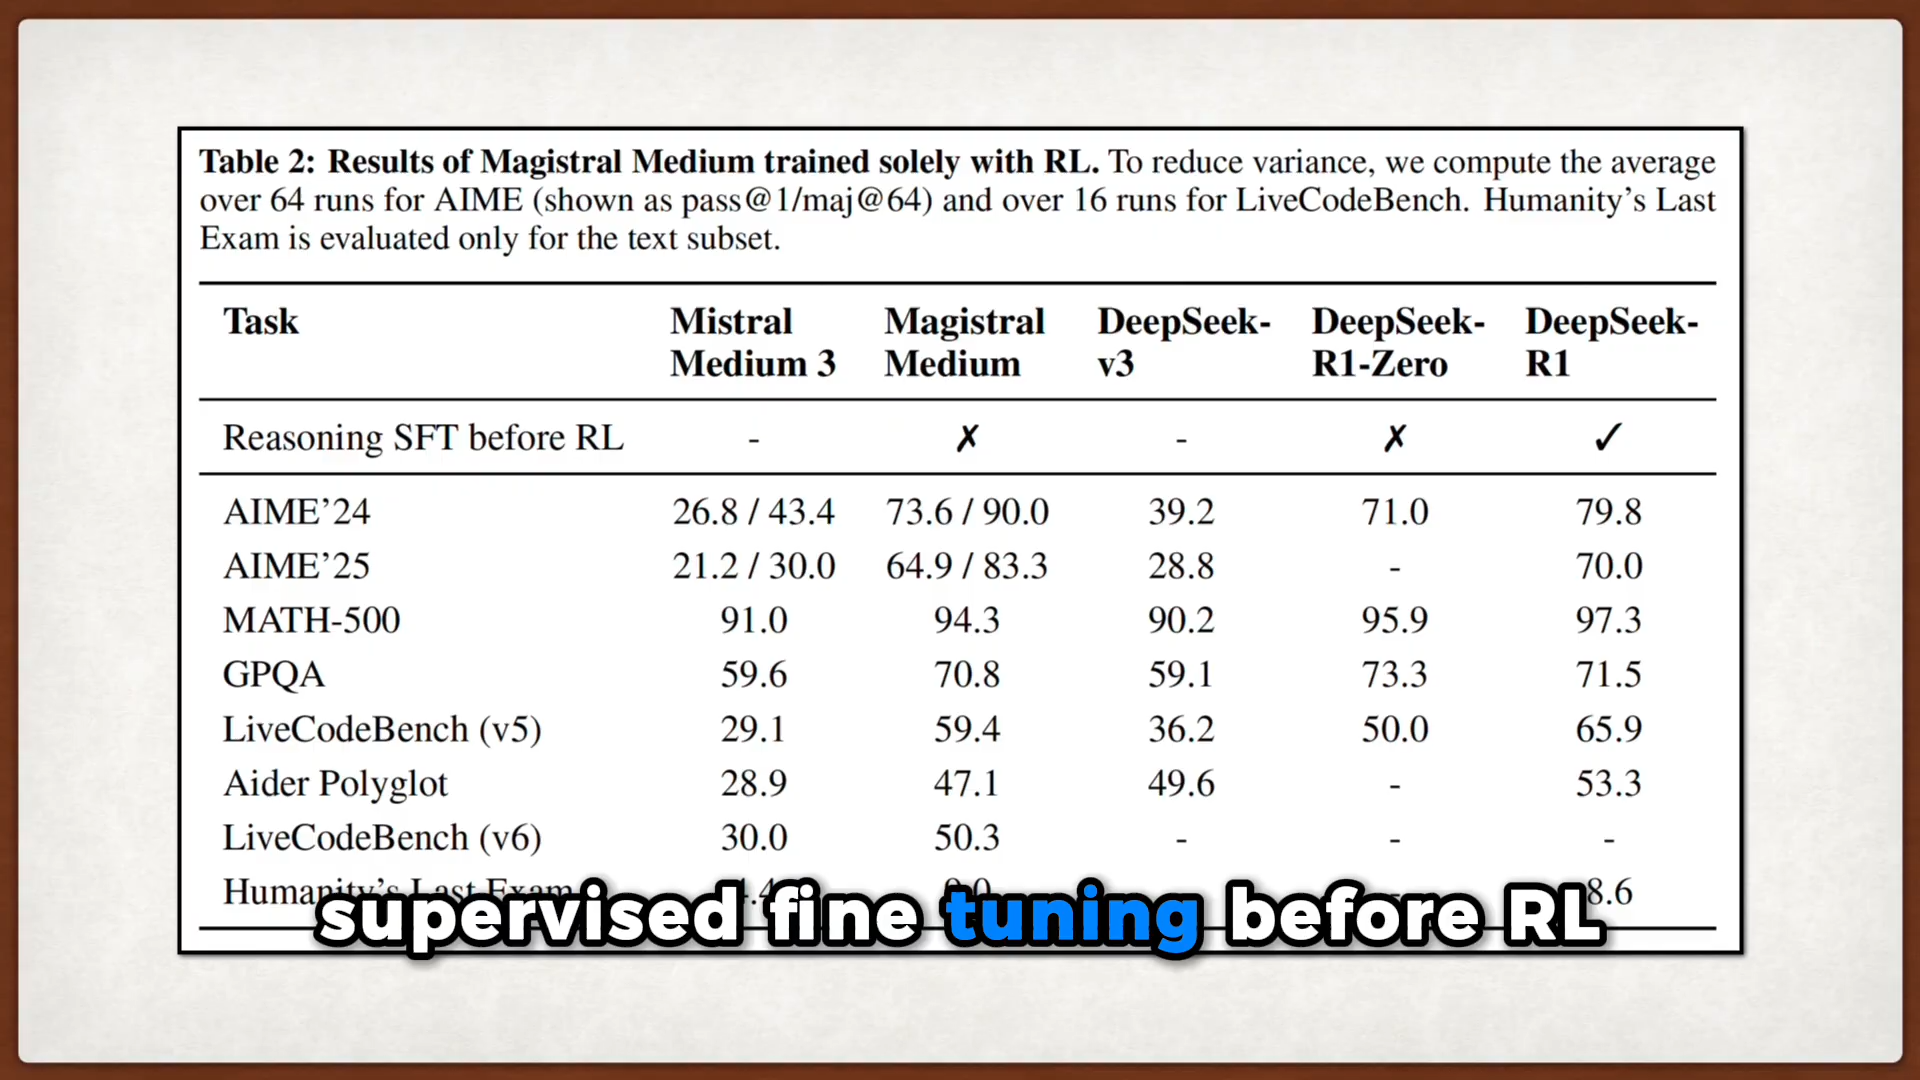 Table 2: Results of Magistral Medium trained solely with RL. To reduce variance, we compute the average
over 64 runs for AIME (shown as pass@1/maj@64) and over 16 runs for LiveCodeBench. Humanity's Last
Exam is evaluated only for the text subset.
Task Mistral Medium 3 Magistral Medium DeepSeek-v3 DeepSeek-R1-Zero DeepSeek-R1
Reasoning SFT before RL - ✗ - ✗ ✓
AIME'24 26.8 / 43.4 73.6 / 90.0 39.2 71.0 79.8
AIME'25 21.2 / 30.0 64.9 / 83.3 28.8 - 70.0
MATH-500 91.0 94.3 90.2 95.9 97.3
GPQA 59.6 70.8 59.1 73.3 71.5
LiveCodeBench (v5) 29.1 59.4 36.2 50.0 65.9
Aider Polyglot 28.9 47.1 49.6 - 53.3
LiveCodeBench (v6) 30.0 50.3 - - -
Humanity's Last Exam 8.6
supervised fine tuning before RL